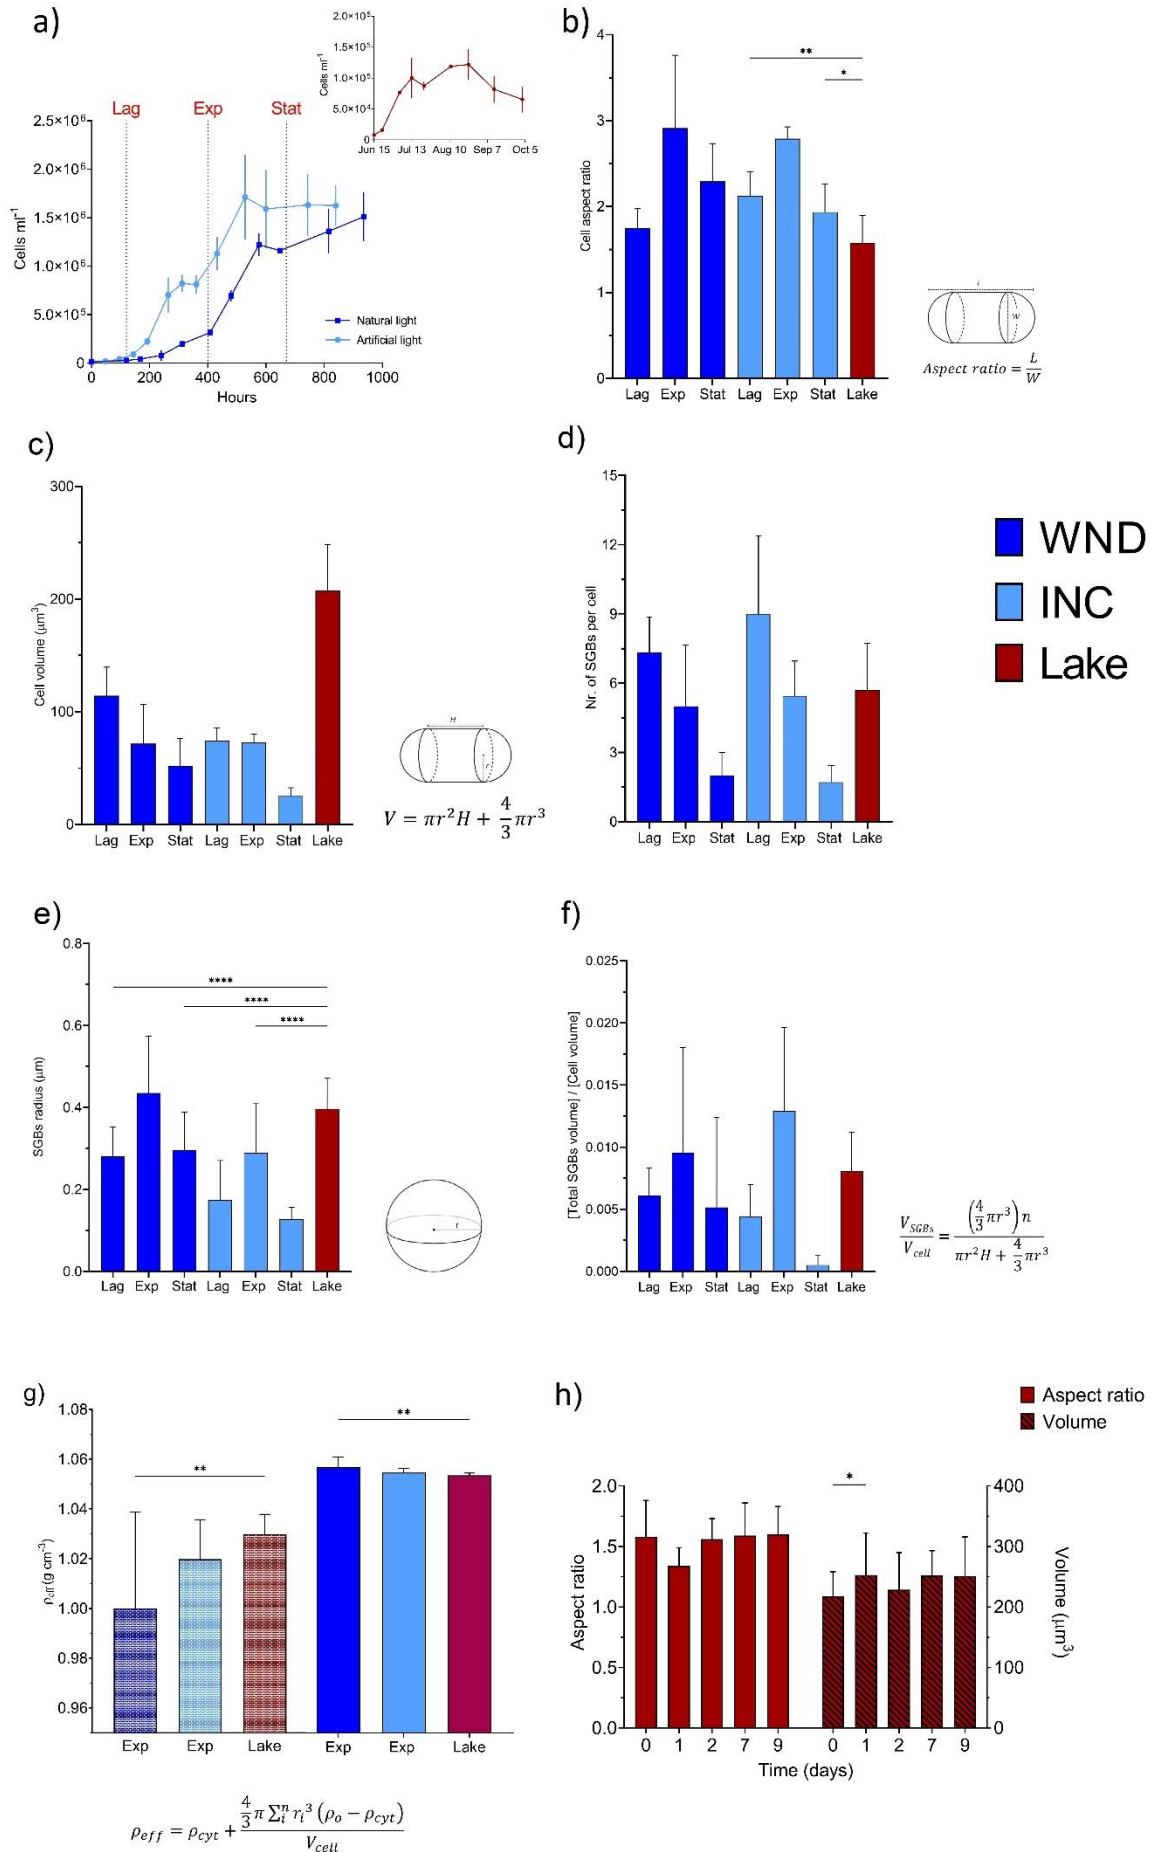 a)
2.0×10⁵
1.5×10⁵
1.0×10⁵
5.0×10⁴
0
Cells ml⁻¹
Jun 15 Jul 13 Aug 10 Sep 7 Oct 5
Lag Exp Stat
2.5×10⁶
2.0×10⁶
1.5×10⁶
1.0×10⁶
5.0×10⁵
0
Cells ml⁻¹
Natural light
Artificial light
0 200 400 600 800 1000
Hours
b)
4
3
2
1
0
Cell aspect ratio
**
*
Lag Exp Stat Lag Exp Stat Lake
W
Aspect ratio = L/W
c)
300
200
100
0
Cell volume (μm³)
Lag Exp Stat Lag Exp Stat Lake
H
r
V = πr²H + 4/3 πr³
d)
15
12
9
6
3
0
Nr. of SGBs per cell
Lag Exp Stat Lag Exp Stat Lake
WND
INC
Lake
e)
0.8
0.6
0.4
0.2
0.0
SGBs radius (μm)
****
****
****
Lag Exp Stat Lag Exp Stat Lake
r
f)
0.025
0.020
0.015
0.010
0.005
0.000
[Total SGBs volume] / [Cell volume]
Lag Exp Stat Lag Exp Stat Lake
V_SGBs/V_cell = (4/3 πr³) n / πr²H + 4/3 πr³
g)
1.08
1.06
1.04
1.02
1.00
0.98
0.96
ρeff (g cm⁻³)
**
**
Exp Exp Lake Exp Exp Lake
ρ_eff = ρ_cyt + 4/3 π ∑ᵢⁿ rᵢ³ (ρₒ − ρ_cyt) / V_cell
h)
Aspect ratio
Volume
2.0
1.5
1.0
0.5
0.0
Aspect ratio
*
400
300
200
100
0
Volume (μm³)
0 1 2 7 9 0 1 2 7 9
Time (days)